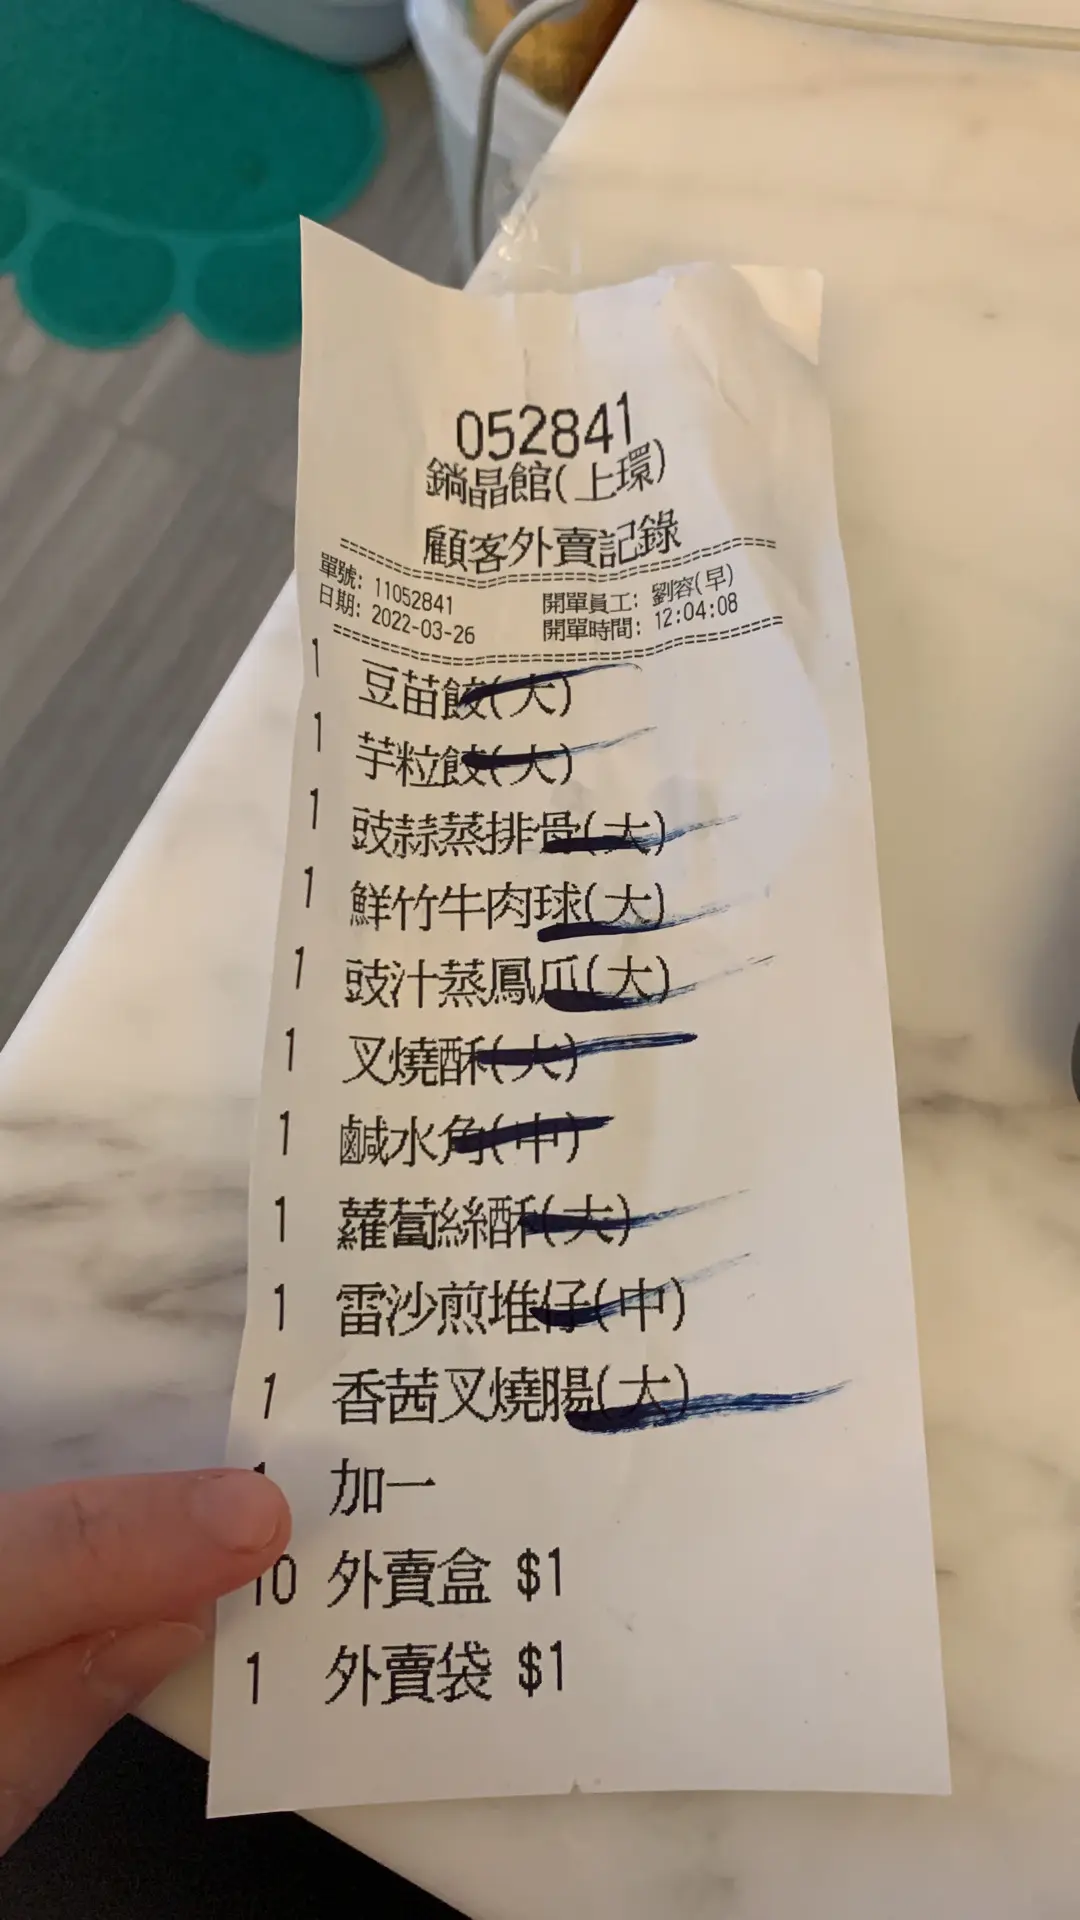 052841
鋿晶館(上環)
顧客外賣記錄
單號: 11052841 開單員工: 劉容(早)
日期: 2022-03-26 開單時間: 12:04:08
1 豆苗餃(大)
1 芋粒餃(大)
1 豉蒜蒸排骨(大)
1 鮮竹牛肉球(大)
1 豉汁蒸鳳爪(大)
1 叉燒酥(大)
1 鹹水角(中)
1 蘿蔔絲酥(大)
1 雷沙煎堆仔(中)
1 香茜叉燒腸(大)
1 加一
10 外賣盒 $1
1 外賣袋 $1